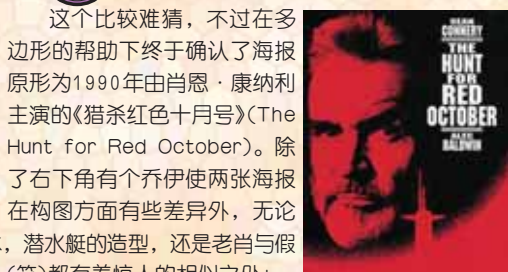 这个比较难猜，不过在多
边形的帮助下终于确认了海报
原形为1990年由肖恩·康纳利
主演的《猎杀红色十月号》(The
Hunt for Red October)。除
了右下角有个乔伊使两张海报
在构图方面有些差异外，无论
，潜水艇的造型，还是老肖与假
(笑)都有着惊人的相似之处！
SEAN
CONNERY
THE
HUNT
FOR
RED
OCTOBER
ALEC
BALDWIN